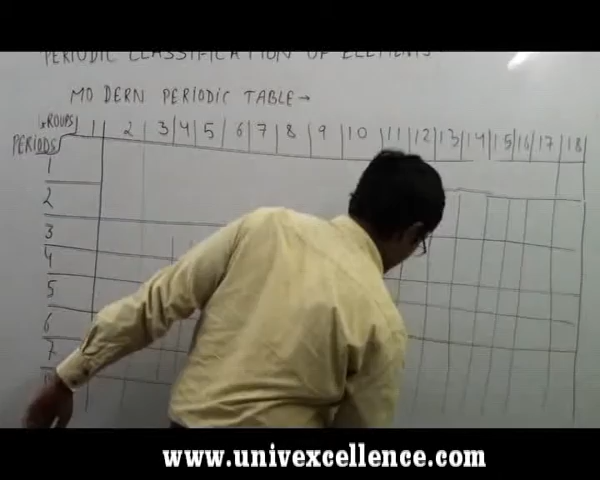 PERIODIC CLASSIFICATION OF ELEMENTS
MODERN PERIODIC TABLE →
GROUPS 1 2 3 4 5 6 7 8 9 10 11 12 13 14 15 16 17 18
PERIODS
1
2
3
4
5
6
7
www.univexcellence.com